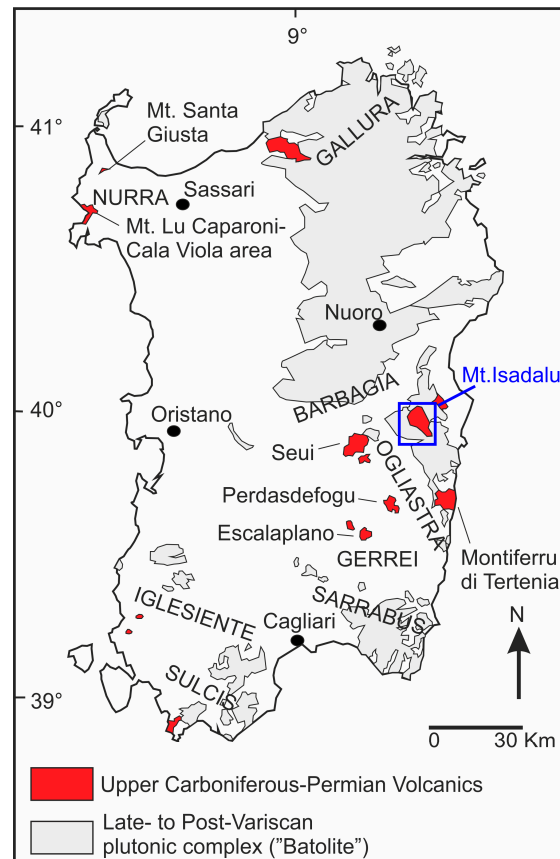 9°
41°
Mt. Santa
Giusta
GALLURA
NURRA
Sassari
Mt. Lu Caparoni-
Cala Viola area
Nuoro
Mt.Isadalu
BARBAGIA
40°
Oristano
Seui
OGLIASTRA
Perdasdefogu
Escalaplano
GERREI
Montiferru
di Tertenia
IGLESIENTE
SARRABUS
Cagliari
N
SULCIS
39°
0 30 Km
Upper Carboniferous-Permian Volcanics
Late- to Post-Variscan
plutonic complex ("Batolite")